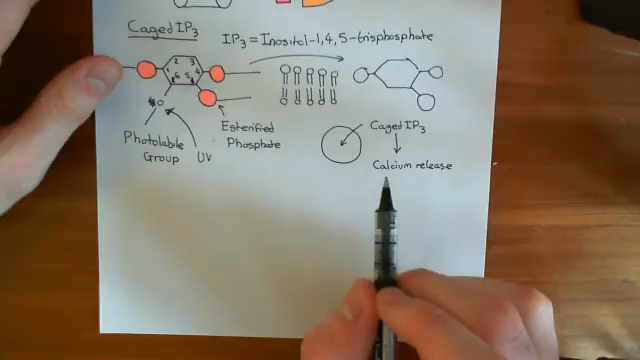 Caged IP3
IP3 = Inositol-1,4,5-trisphosphate
2 3
1 4
6 5
O
Esterified
Phosphate
Photolabile
Group
UV
Caged IP3
Calcium release